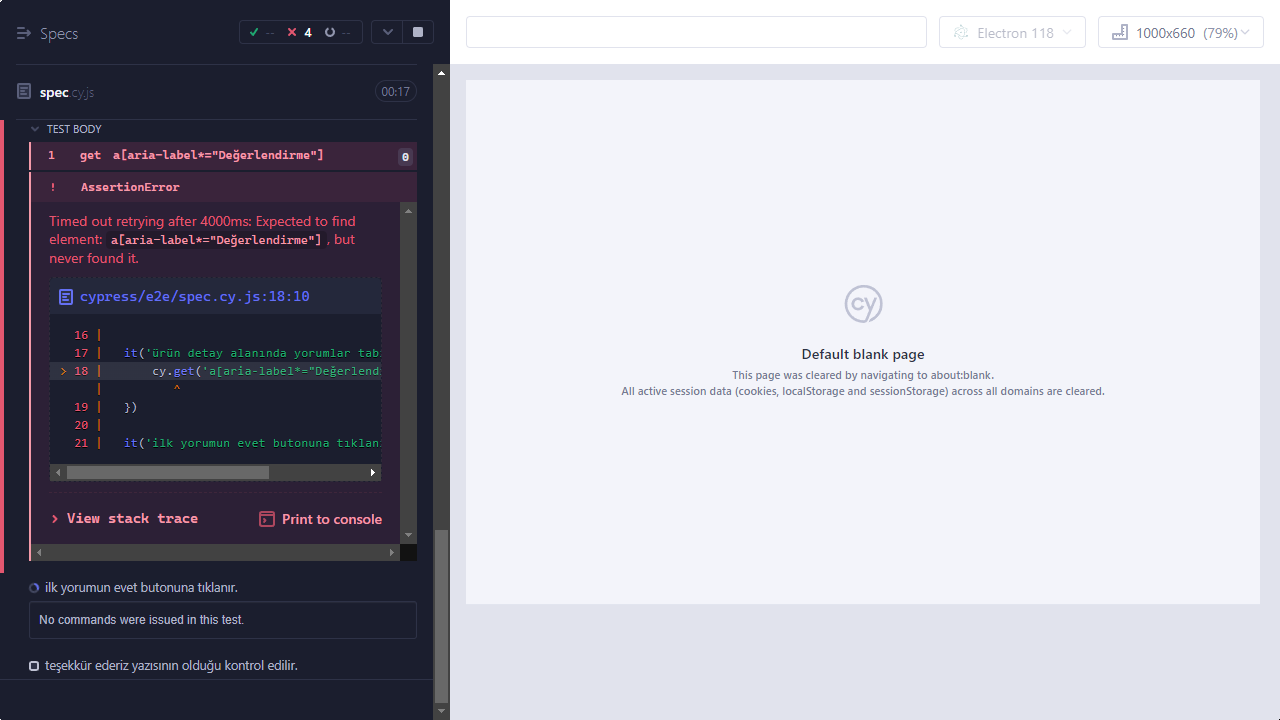 Specs
-- 4 --
spec.cy.js
00:17
TEST BODY
1 get a[aria-label*="Değerlendirme"] 0
! AssertionError
Timed out retrying after 4000ms: Expected to find
element: a[aria-label*="Değerlendirme"], but
never found it.
cypress/e2e/spec.cy.js:18:10
16 |
17 | it('ürün detay alanında yorumlar tab
> 18 | cy.get('a[aria-label*="Değerlend
| ^
19 | })
20 |
21 | it('ilk yorumun evet butonuna tıklan
View stack trace
Print to console
ilk yorumun evet butonuna tıklanır.
No commands were issued in this test.
teşekkür ederiz yazısının olduğu kontrol edilir.
Electron 118
1000x660 (79%)
cy
Default blank page
This page was cleared by navigating to about:blank.
All active session data (cookies, localStorage and sessionStorage) across all domains are cleared.